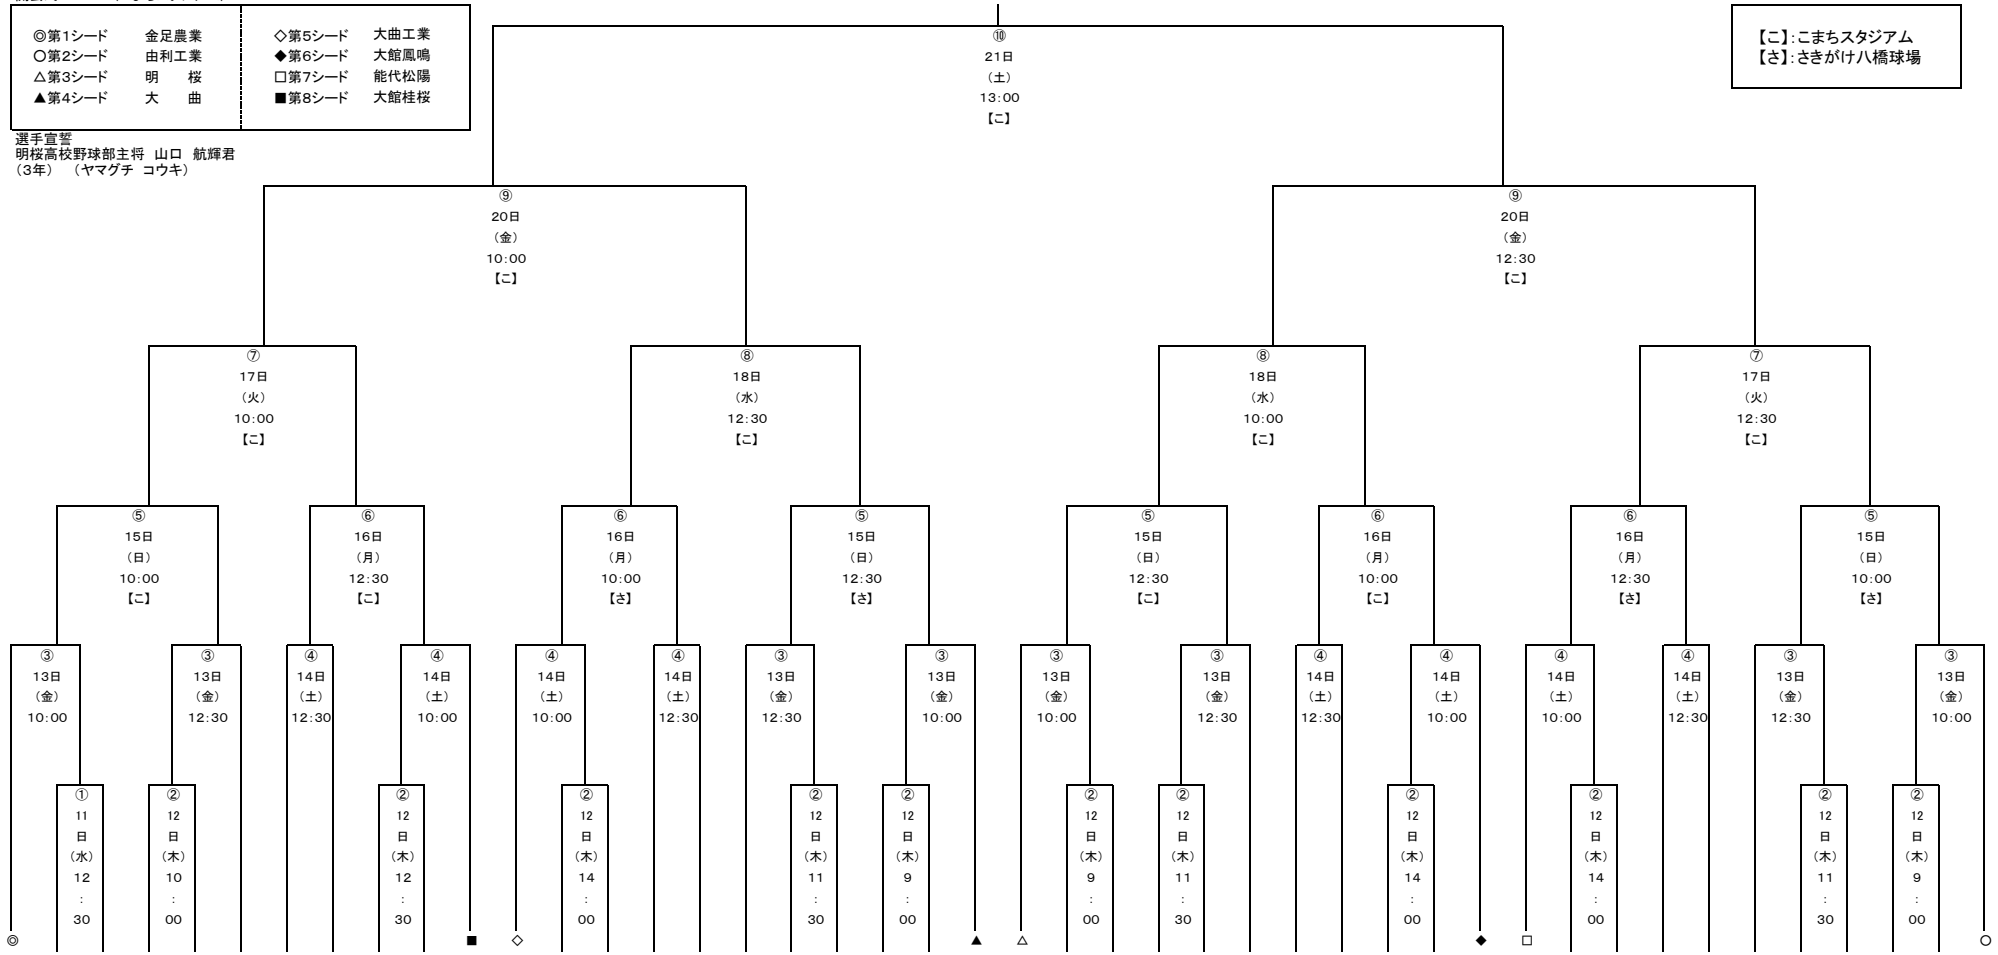 ◎第1シード 金足農業 ◇第5シード 大曲工業
○第2シード 由利工業 ◆第6シード 大館鳳鳴
△第3シード 明 桜 □第7シード 能代松陽
▲第4シード 大 曲 ■第8シード 大館桂桜
【こ】：こまちスタジアム
【さ】：さきがけ八橋球場
選手宣誓
明桜高校野球部主将 山口 航輝君
（3年） （ヤマグチ コウキ）
⑩
21日
（土）
13：00
【こ】
⑨ ⑨
20日 20日
（金） （金）
10：00 12：30
【こ】 【こ】
⑦ ⑧ ⑧ ⑦
17日 18日 18日 17日
（火） （水） （水） （火）
10：00 12：30 10：00 12：30
【こ】 【こ】 【こ】 【こ】
⑤ ⑥ ⑥ ⑤ ⑤ ⑥ ⑥ ⑤
15日 16日 16日 15日 15日 16日 16日 15日
（日） （月） （月） （日） （日） （月） （月） （日）
10：00 12：30 10：00 12：30 12：30 10：00 12：30 10：00
【こ】 【こ】 【さ】 【さ】 【こ】 【こ】 【さ】 【さ】
③ ③ ④ ④ ④ ④ ③ ③ ③ ③ ④ ④ ④ ④ ③ ③
13日 13日 14日 14日 14日 14日 13日 13日 13日 13日 14日 14日 14日 14日 13日 13日
（金） （金） （土） （土） （土） （土） （金） （金） （金） （金） （土） （土） （土） （土） （金） （金）
10：00 12：30 12：30 10：00 10：00 12：30 12：30 10：00 10：00 12：30 12：30 10：00 10：00 12：30 12：30 10：00
① ② ② ② ② ② ② ② ② ② ② ②
11 12 12 12 12 12 12 12 12 12 12 12
日 日 日 日 日 日 日 日 日 日 日 日
（水） （木） （木） （木） （木） （木） （木） （木） （木） （木） （木） （木）
12 10 12 14 11 9 9 11 14 14 11 9
： ： ： ： ： ： ： ： ： ： ： ：
30 00 30 00 30 00 00 30 00 00 30 00
◎ ■ ◇ ▲ △ ◆ □ ○